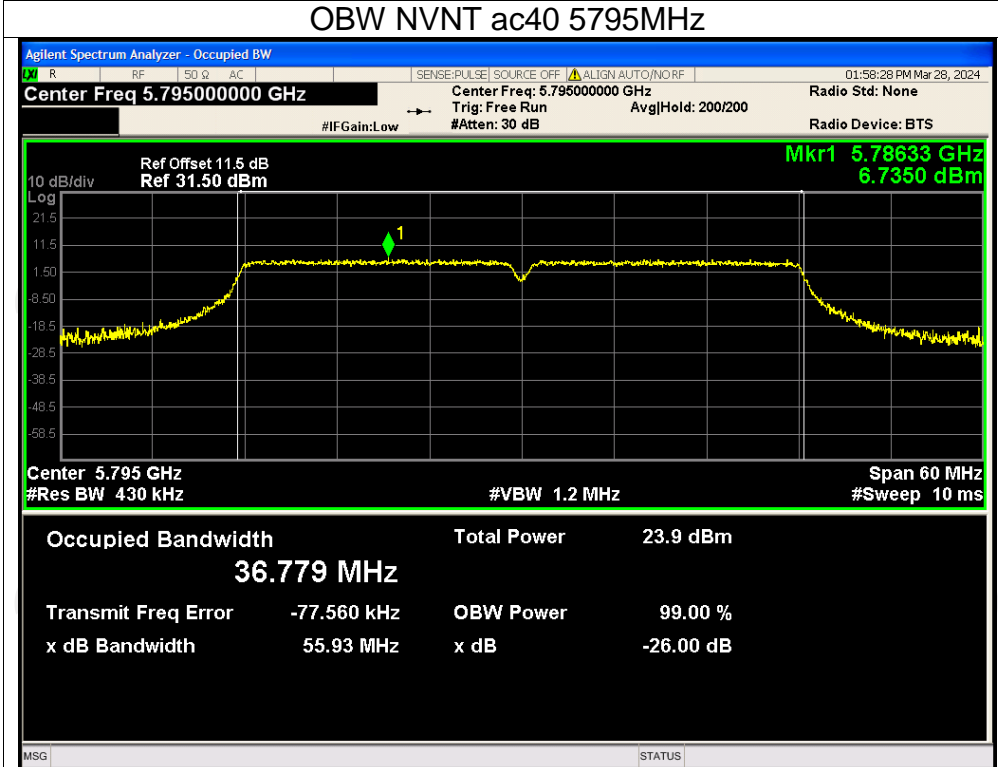 OBW NVNT ac40 5795MHz
Agilent Spectrum Analyzer - Occupied BW
LXI R RF 50 Ω AC SENSE:PULSE SOURCE OFF ALIGN AUTO/NO RF 01:58:28 PM Mar 28, 2024
Center Freq 5.795000000 GHz Center Freq: 5.795000000 GHz Radio Std: None
Trig: Free Run Avg|Hold: 200/200
#IFGain:Low #Atten: 30 dB Radio Device: BTS
Mkr1 5.78633 GHz
6.7350 dBm
Ref Offset 11.5 dB
10 dB/div Ref 31.50 dBm
Log
21.5
11.5
1
1.50
-8.50
-18.5
-28.5
-38.5
-48.5
-58.5
Center 5.795 GHz Span 60 MHz
#Res BW 430 kHz #VBW 1.2 MHz #Sweep 10 ms
Occupied Bandwidth Total Power 23.9 dBm
36.779 MHz
Transmit Freq Error -77.560 kHz OBW Power 99.00 %
x dB Bandwidth 55.93 MHz x dB -26.00 dB
MSG STATUS